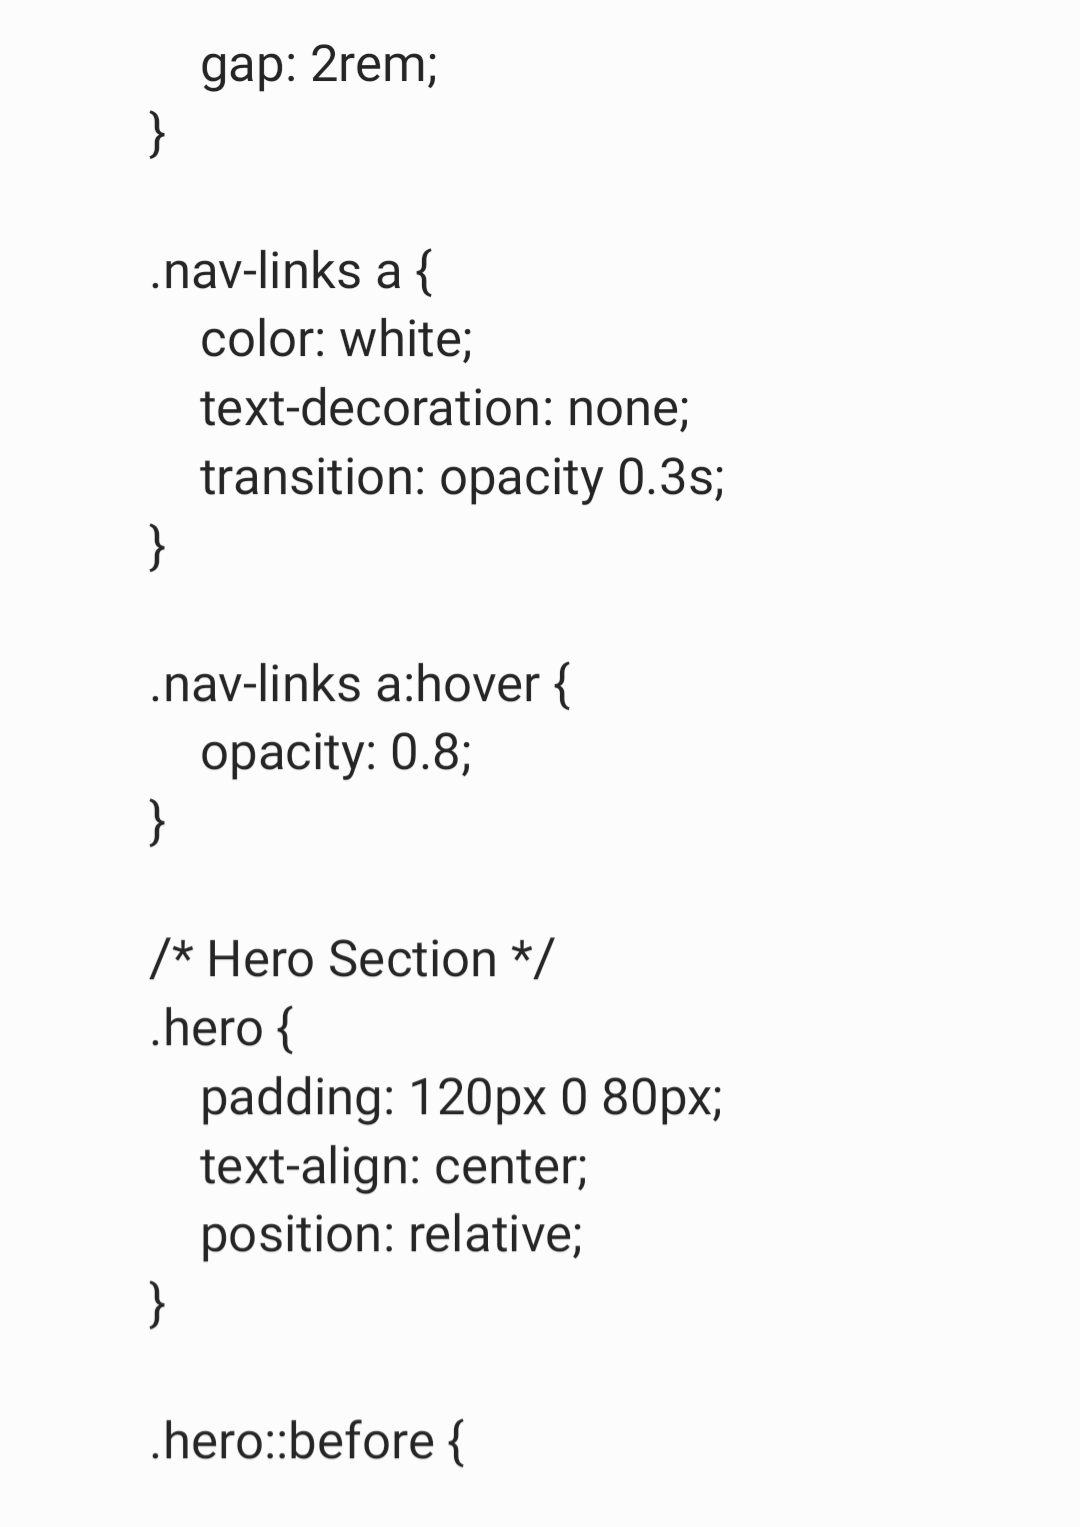 gap: 2rem;
}
.nav-links a {
color: white;
text-decoration: none;
transition: opacity 0.3s;
}
.nav-links a:hover {
opacity: 0.8;
}
/* Hero Section */
.hero {
padding: 120px 0 80px;
text-align: center;
position: relative;
}
.hero::before {